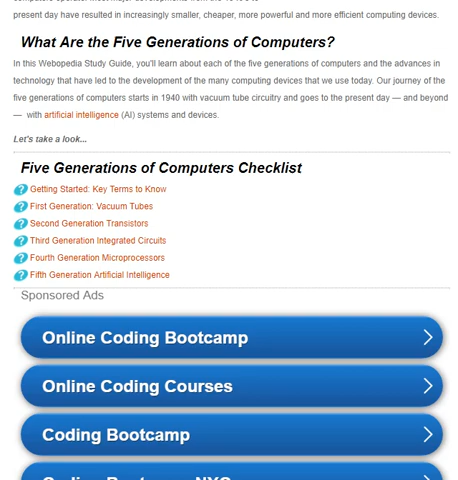 present day have resulted in increasingly smaller, cheaper, more powerful and more efficient computing devices.
What Are the Five Generations of Computers?
In this Webopedia Study Guide, you'll learn about each of the five generations of computers and the advances in
technology that have led to the development of the many computing devices that we use today. Our journey of the
five generations of computers starts in 1940 with vacuum tube circuitry and goes to the present day — and beyond
— with artificial intelligence (AI) systems and devices.
Let's take a look...
Five Generations of Computers Checklist
Getting Started: Key Terms to Know
First Generation: Vacuum Tubes
Second Generation Transistors
Third Generation Integrated Circuits
Fourth Generation Microprocessors
Fifth Generation Artificial Intelligence
Sponsored Ads
Online Coding Bootcamp
Online Coding Courses
Coding Bootcamp